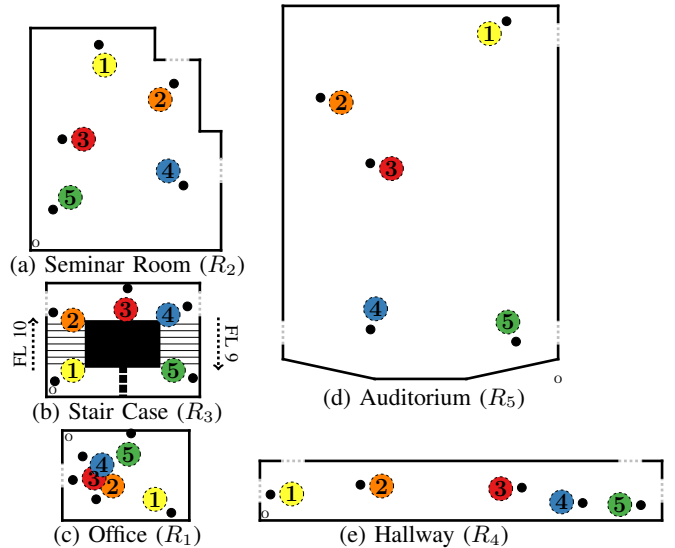 1
2
3
4
5
o
(a) Seminar Room (R₂)
1
2
3
4
5
o
(d) Auditorium (R₅)
FL 10
2
3
4
1
5
FL 9
o
(b) Stair Case (R₃)
o
5
4
3
2
1
(c) Office (R₁)
1
2
3
4
5
o
(e) Hallway (R₄)